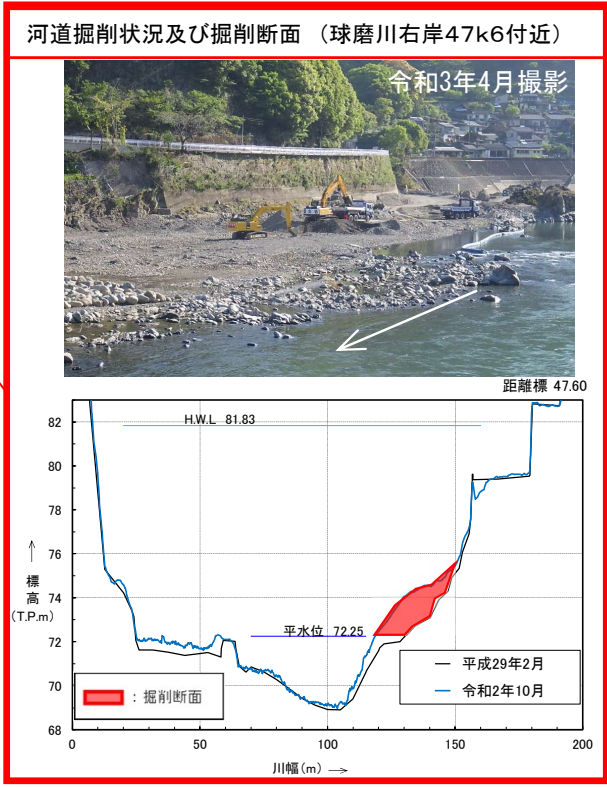 河道掘削状況及び掘削断面 (球磨川右岸47k6付近)
令和3年4月撮影
距離標 47.60
H.W.L 81.83
平水位 72.25
標高
(T.P.m)
82
80
78
76
74
72
70
68
平成29年2月
令和2年10月
:掘削断面
0
50
100
150
200
川幅(m)